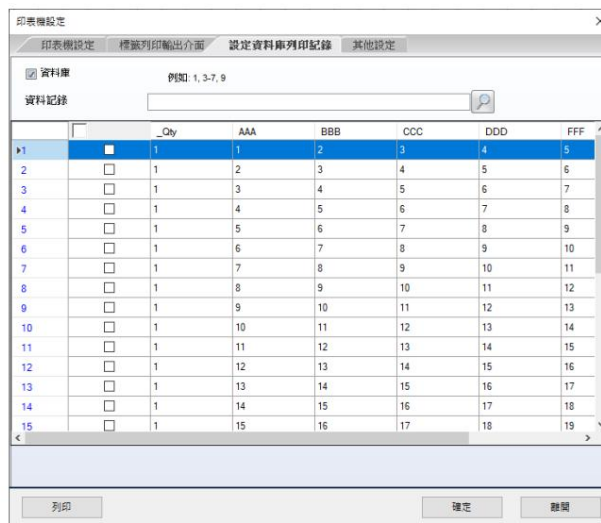 印表機設定
印表機設定 標籤列印輸出介面 設定資料庫列印記錄 其他設定
資料庫 例如: 1, 3-7, 9
資料記錄
_Qty AAA BBB CCC DDD FFF
1 1 1 2 3 4 5
2 1 2 3 4 5 6
3 1 3 4 5 6 7
4 1 4 5 6 7 8
5 1 5 6 7 8 9
6 1 6 7 8 9 10
7 1 7 8 9 10 11
8 1 8 9 10 11 12
9 1 9 10 11 12 13
10 1 10 11 12 13 14
11 1 11 12 13 14 15
12 1 12 13 14 15 16
13 1 13 14 15 16 17
14 1 14 15 16 17 18
15 1 15 16 17 18 19
列印 確定 離開